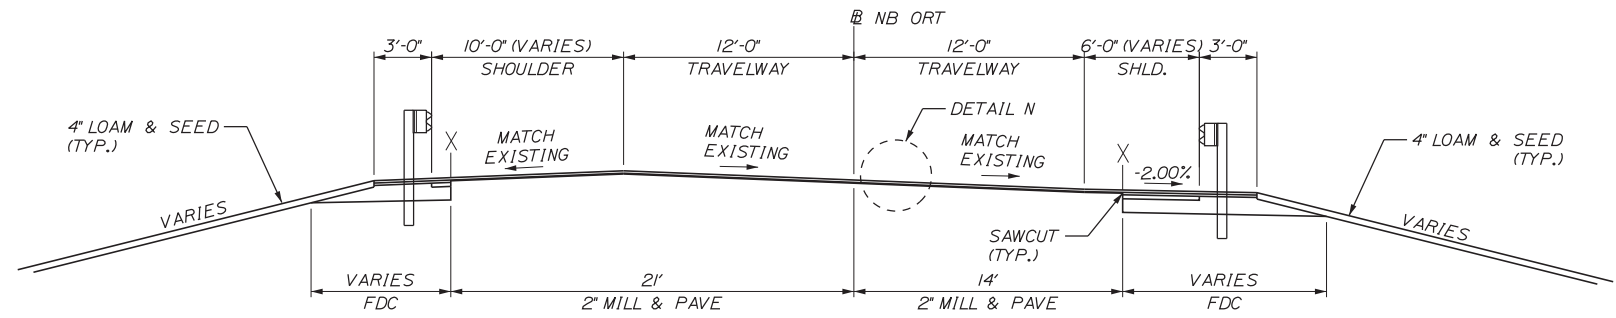 ℄ NB ORT
3'-0" 10'-0" (VARIES) 12'-0" 12'-0" 6'-0" (VARIES) 3'-0"
SHOULDER TRAVELWAY TRAVELWAY SHLD.
DETAIL N
4" LOAM & SEED
(TYP.)
MATCH
EXISTING
MATCH
EXISTING
MATCH
EXISTING
-2.00%
4" LOAM & SEED
(TYP.)
VARIES
VARIES
SAWCUT
(TYP.)
VARIES 21' 14' VARIES
FDC 2" MILL & PAVE 2" MILL & PAVE FDC